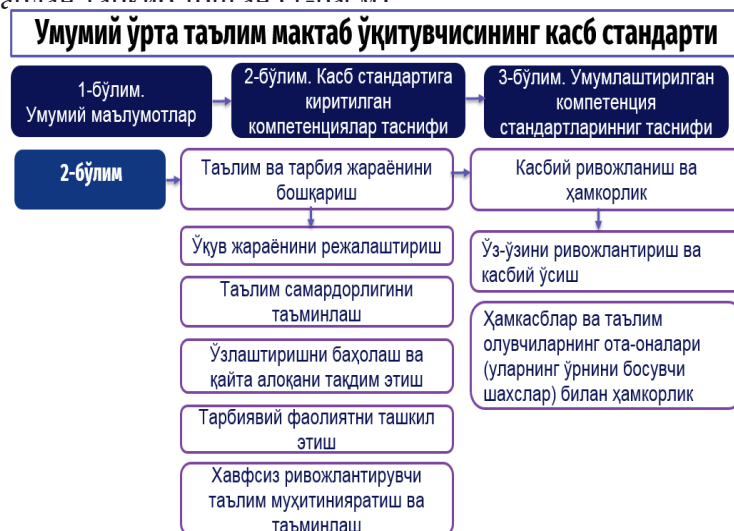 Умумий ўрта таълим мактаб ўқитувчисининг касб стандарти
1-бўлим.
Умумий маълумотлар
2-бўлим. Касб стандартига
киритилган
компетенциялар таснифи
3-бўлим. Умумлаштирилган
компетенция
стандартларинниг таснифи
2-бўлим
Таълим ва тарбия жараёнини
бошқариш
Ўқув жараёнини режалаштириш
Таълим самардорлигини
таъминлаш
Ўзлаштиришни баҳолаш ва
қайта алоқани тақдим этиш
Тарбиявий фаолиятни ташкил
этиш
Хавфсиз ривожлантирувчи
таълим муҳитинияратиш ва
таъминлаш
Касбий ривожланиш ва
ҳамкорлик
Ўз-ўзини ривожлантириш ва
касбий ўсиш
Ҳамкасблар ва таълим
олувчиларнинг ота-оналари
(уларнинг ўрнини босувчи
шахслар) билан ҳамкорлик